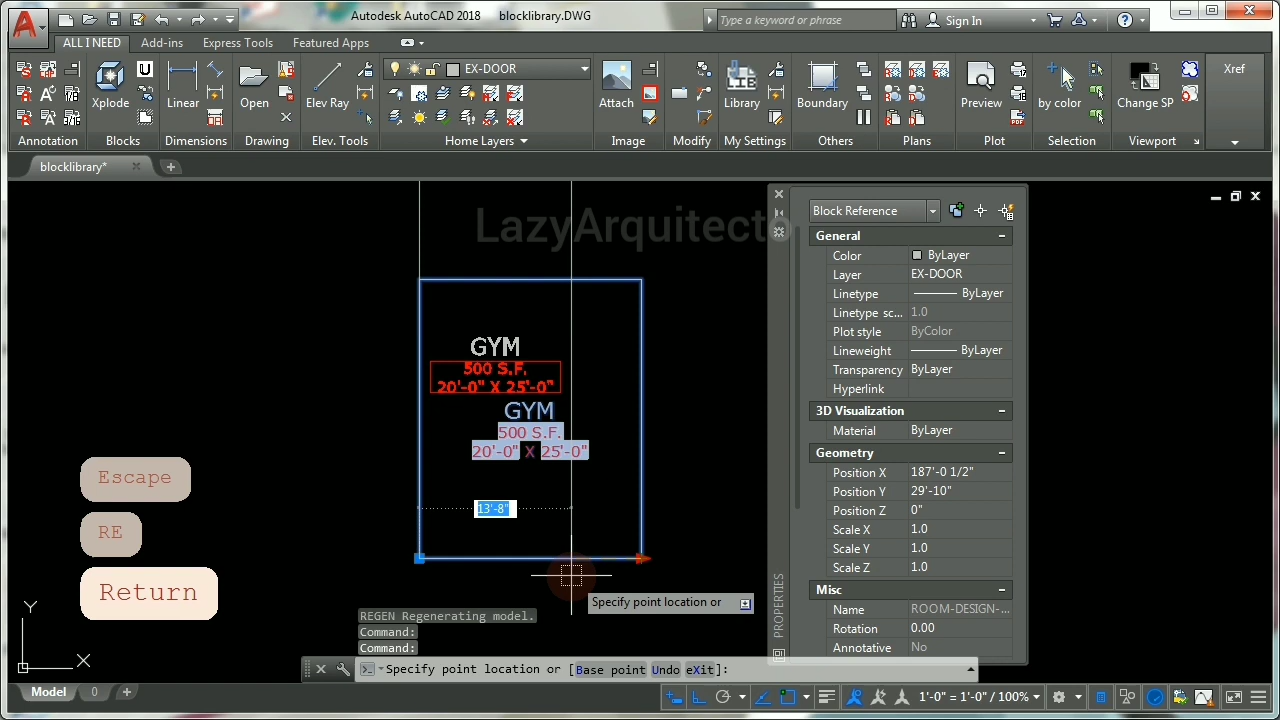 Autodesk AutoCAD 2018 blocklibrary.DWG
Type a keyword or phrase
Sign In
ALL I NEED
Add-ins
Express Tools
Featured Apps
EX-DOOR
Xplode
Linear
Open
Elev Ray
Attach
Library
Boundary
Preview
by color
Change SP
Xref
Annotation
Blocks
Dimensions
Drawing
Elev. Tools
Home Layers
Image
Modify
My Settings
Others
Plans
Plot
Selection
Viewport
blocklibrary*
LazyArquitecto
GYM
500 S.F.
20'-0" X 25'-0"
GYM
500 S.F.
20'-0" X 25'-0"
13'-8"
Escape
RE
Return
Y
X
Specify point location or
REGEN Regenerating model.
Command:
Command:
Specify point location or [Base point Undo eXit]:
Block Reference
General
Color ByLayer
Layer EX-DOOR
Linetype ByLayer
Linetype sc... 1.0
Plot style ByColor
Lineweight ByLayer
Transparency ByLayer
Hyperlink
3D Visualization
Material ByLayer
Geometry
Position X 187'-0 1/2"
Position Y 29'-10"
Position Z 0"
Scale X 1.0
Scale Y 1.0
Scale Z 1.0
Misc
Name ROOM-DESIGN-...
Rotation 0.00
Annotative No
PROPERTIES
Model
0
1'-0" = 1'-0" / 100%